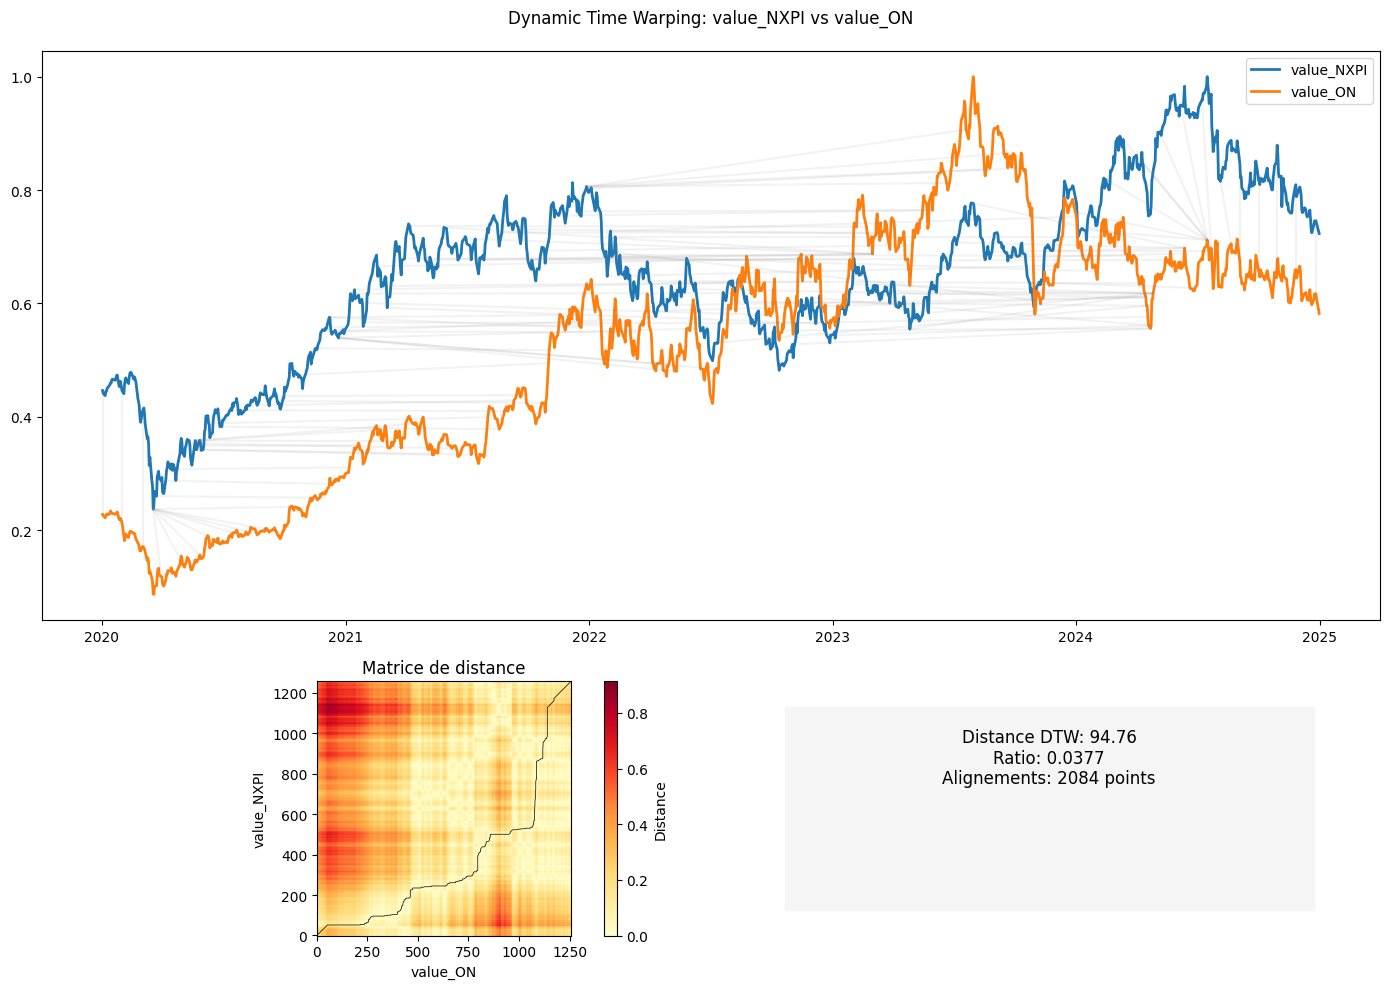 Dynamic Time Warping: value_NXPI vs value_ON
value_NXPI
value_ON
1.0
0.8
0.6
0.4
0.2
2020 2021 2022 2023 2024 2025
Matrice de distance
value_NXPI
1200
1000
800
600
400
200
0
0 250 500 750 1000 1250
value_ON
0.8
0.6
0.4
0.2
0.0
Distance
Distance DTW: 94.76
Ratio: 0.0377
Alignements: 2084 points